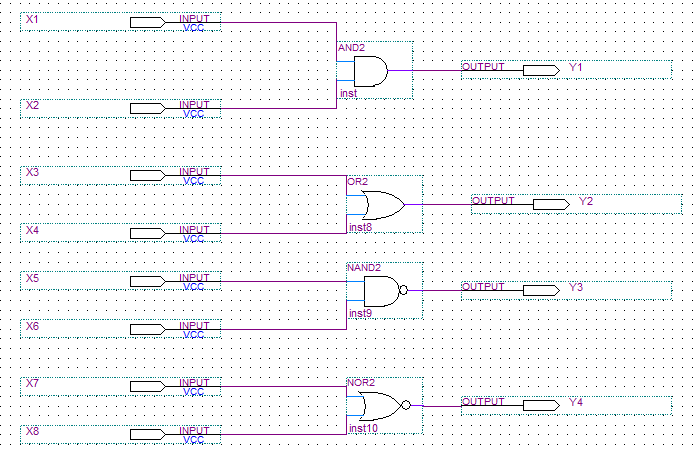 X1 INPUT
VCC
AND2
OUTPUT Y1
inst
X2 INPUT
VCC
X3 INPUT
VCC
OR2
OUTPUT Y2
inst8
X4 INPUT
VCC
NAND2
X5 INPUT
VCC
OUTPUT Y3
inst9
X6 INPUT
VCC
X7 INPUT
VCC
NOR2
OUTPUT Y4
inst10
X8 INPUT
VCC